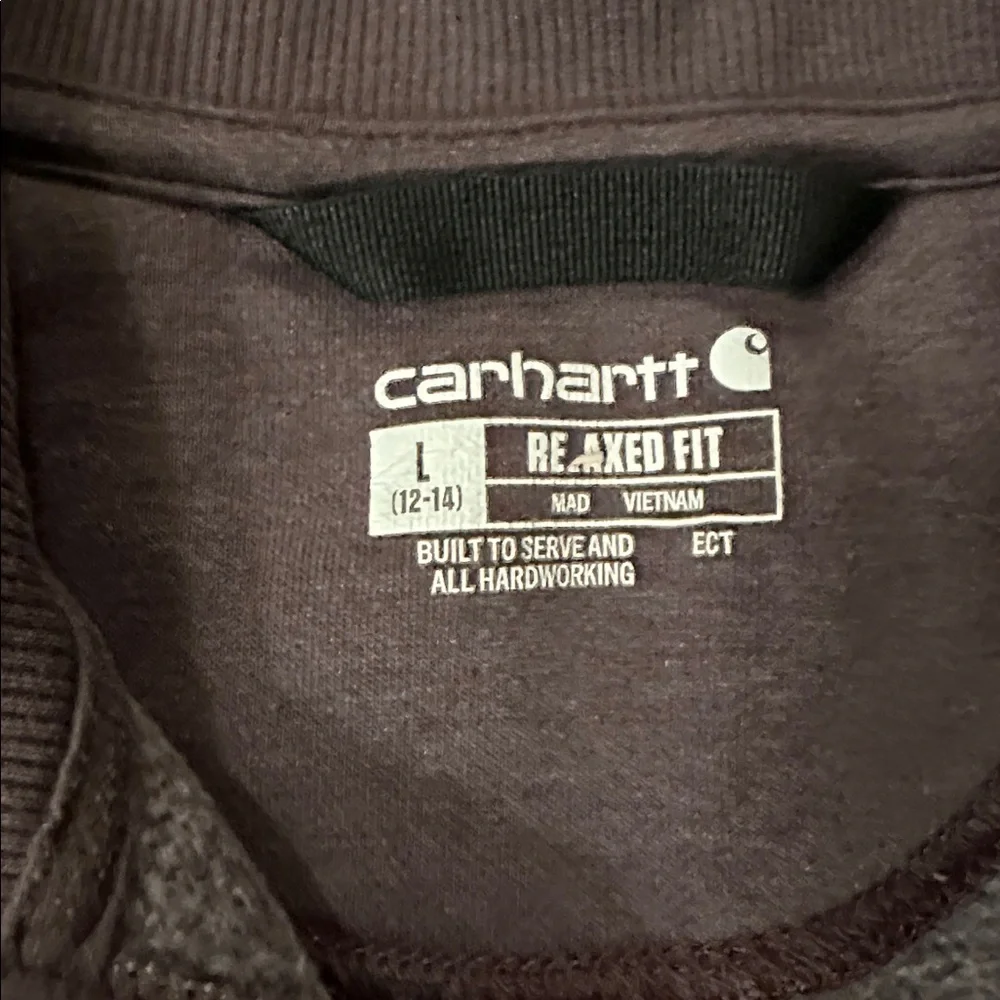 carhartt
L
(12-14)
RE AXED FIT
MAD VIETNAM
BUILT TO SERVE AND ECT
ALL HARDWORKING